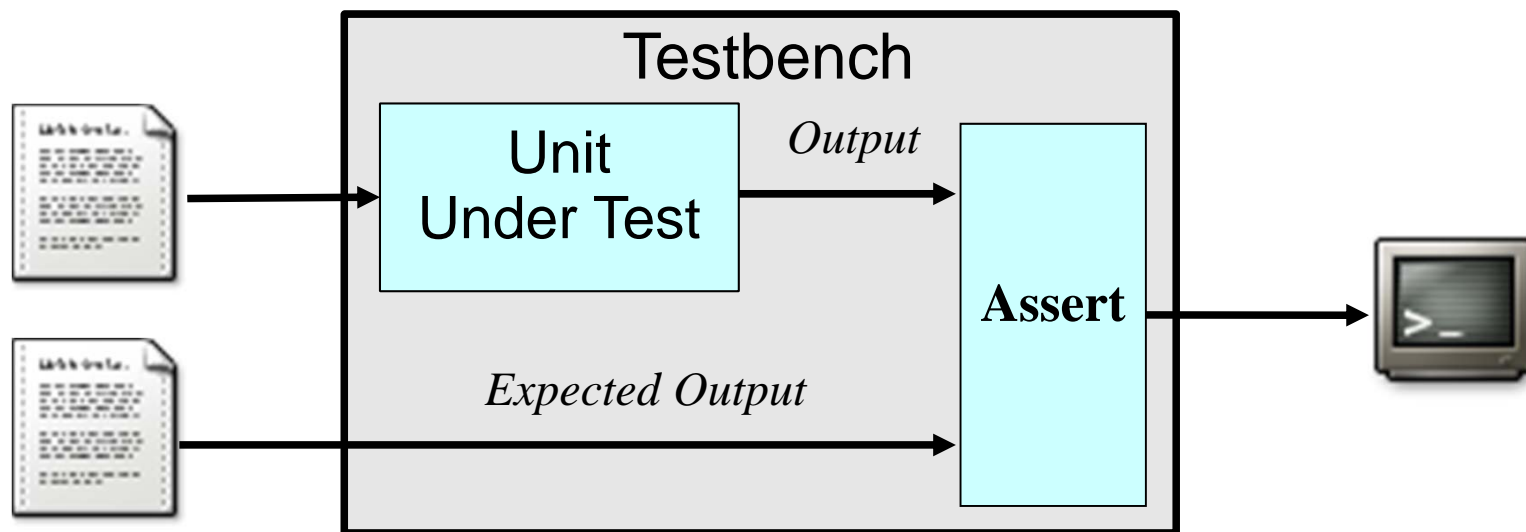 Testbench
Unit
Under Test
Output
Assert
Expected Output
>_